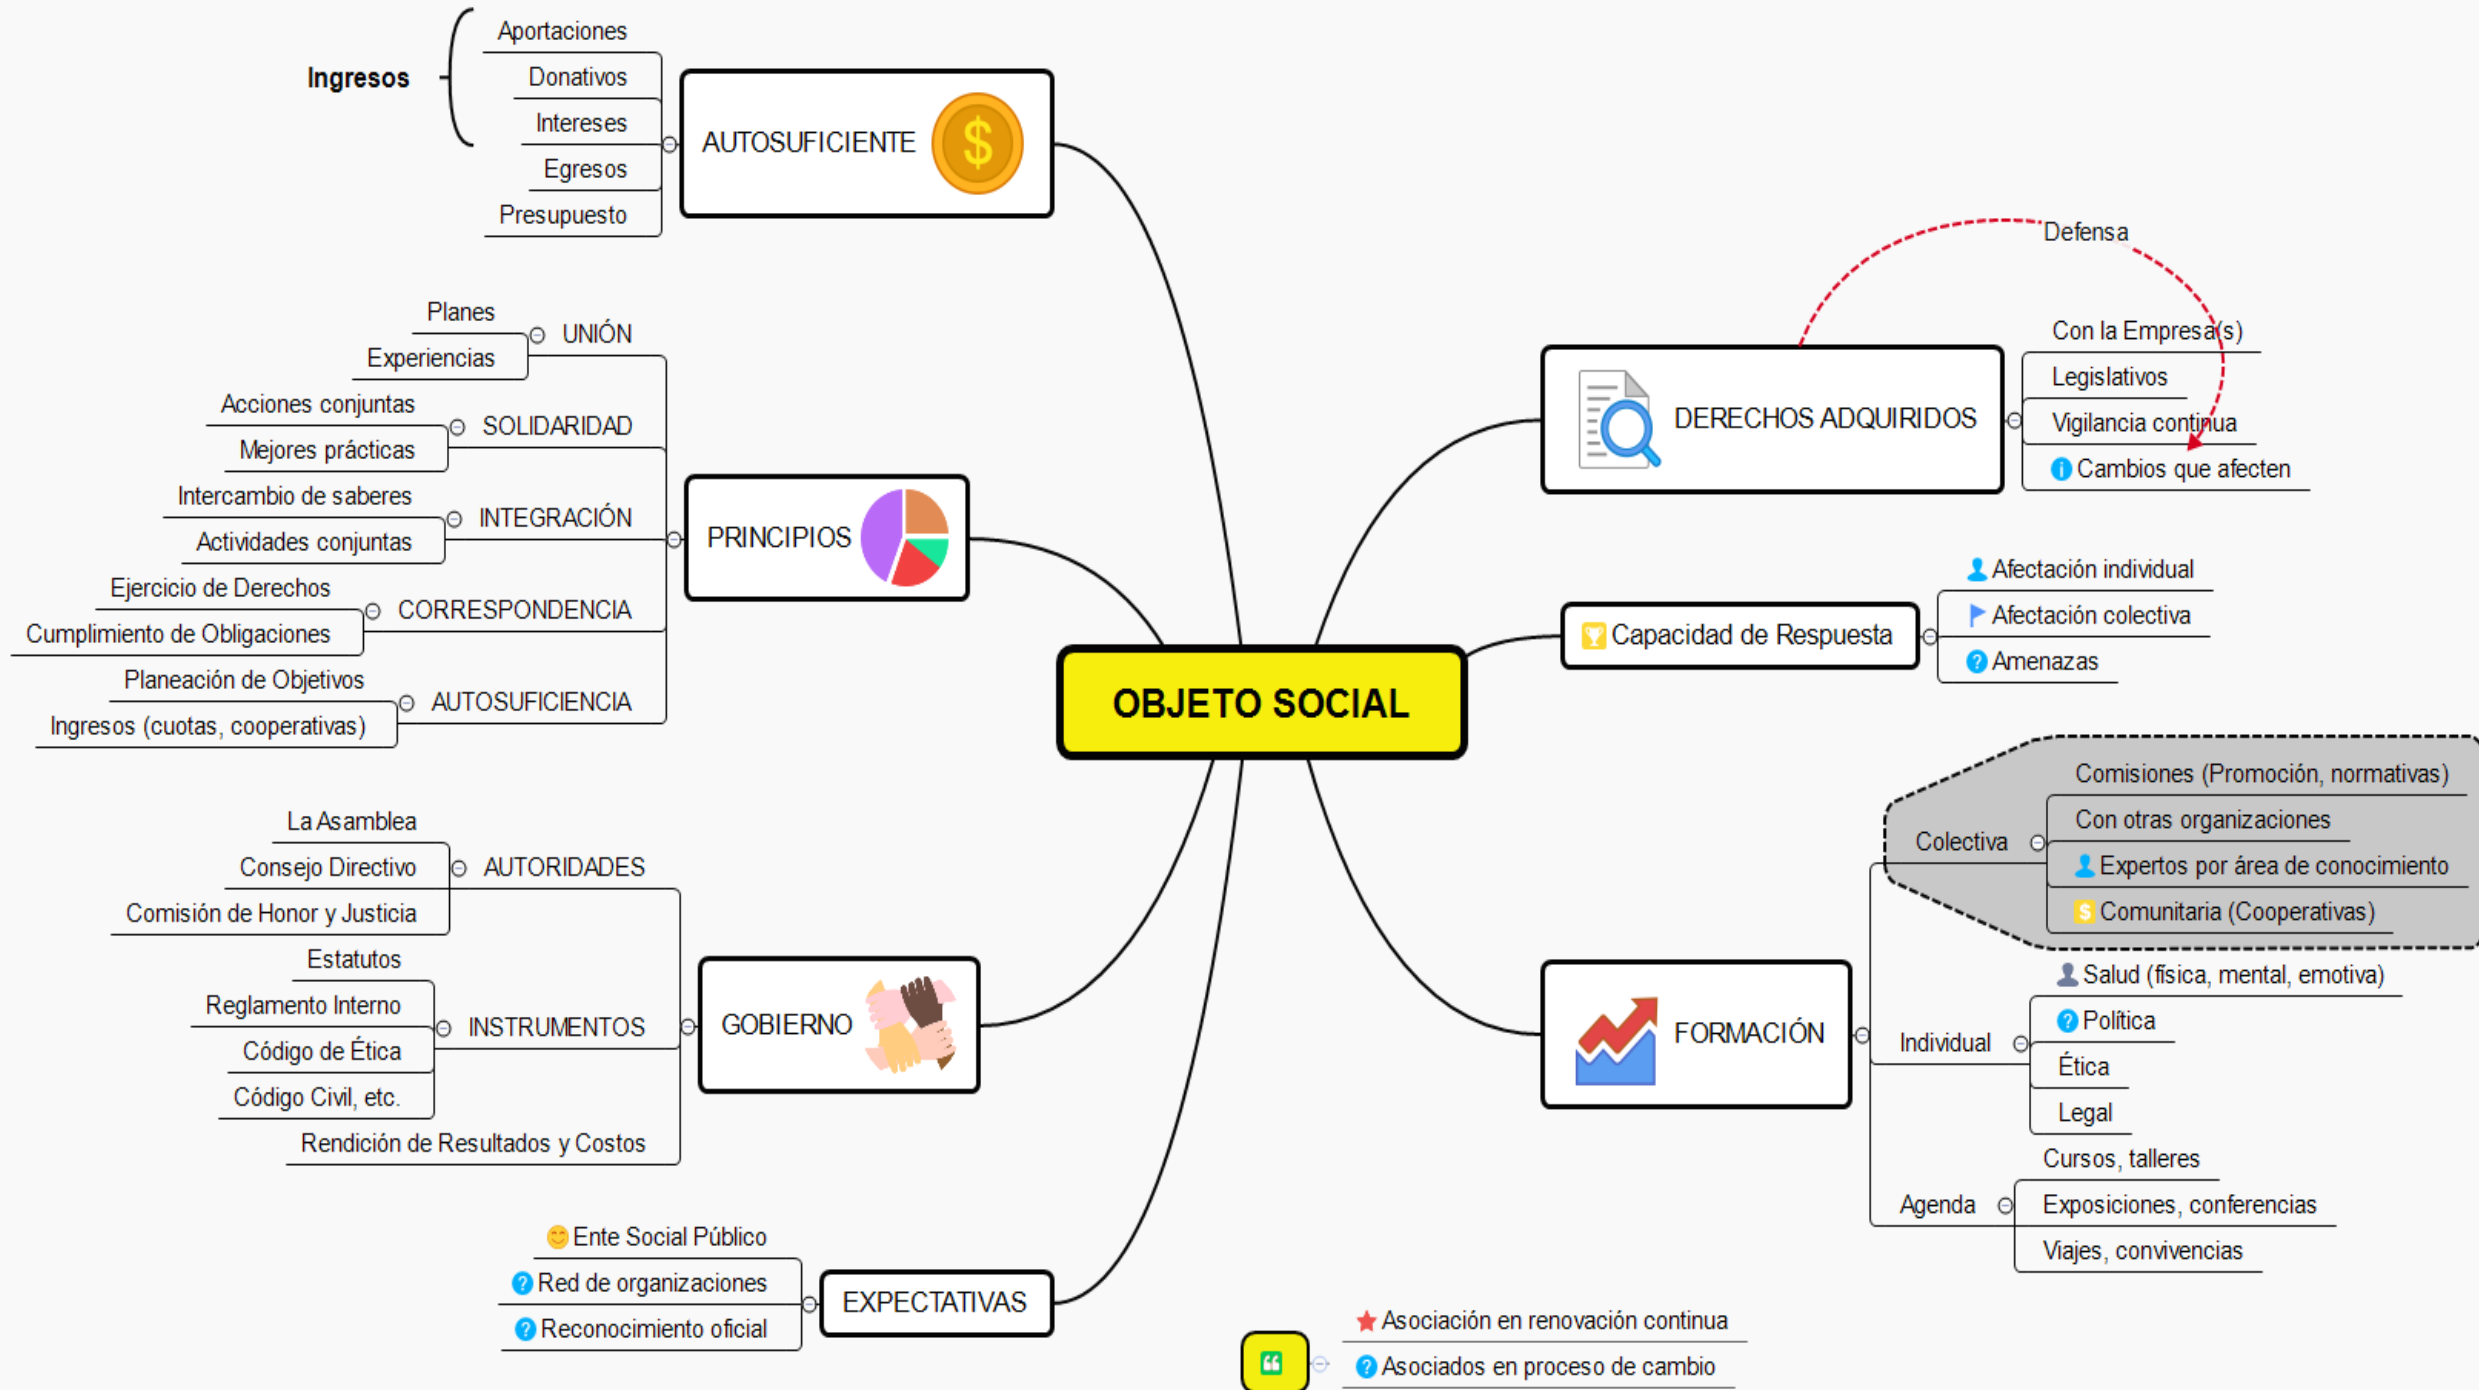 OBJETO SOCIAL
AUTOSUFICIENTE
Ingresos
Aportaciones
Donativos
Intereses
Egresos
Presupuesto
PRINCIPIOS
UNIÓN
Planes
Experiencias
SOLIDARIDAD
Acciones conjuntas
Mejores prácticas
INTEGRACIÓN
Intercambio de saberes
Actividades conjuntas
CORRESPONDENCIA
Ejercicio de Derechos
Cumplimiento de Obligaciones
AUTOSUFICIENCIA
Planeación de Objetivos
Ingresos (cuotas, cooperativas)
GOBIERNO
AUTORIDADES
La Asamblea
Consejo Directivo
Comisión de Honor y Justicia
INSTRUMENTOS
Estatutos
Reglamento Interno
Código de Ética
Código Civil, etc.
Rendición de Resultados y Costos
EXPECTATIVAS
Ente Social Público
Red de organizaciones
Reconocimiento oficial
DERECHOS ADQUIRIDOS
Defensa
Con la Empresa(s)
Legislativos
Vigilancia continua
Cambios que afecten
Capacidad de Respuesta
Afectación individual
Afectación colectiva
Amenazas
FORMACIÓN
Colectiva
Comisiones (Promoción, normativas)
Con otras organizaciones
Expertos por área de conocimiento
Comunitaria (Cooperativas)
Individual
Salud (física, mental, emotiva)
Política
Ética
Legal
Agenda
Cursos, talleres
Exposiciones, conferencias
Viajes, convivencias
Asociación en renovación continua
Asociados en proceso de cambio